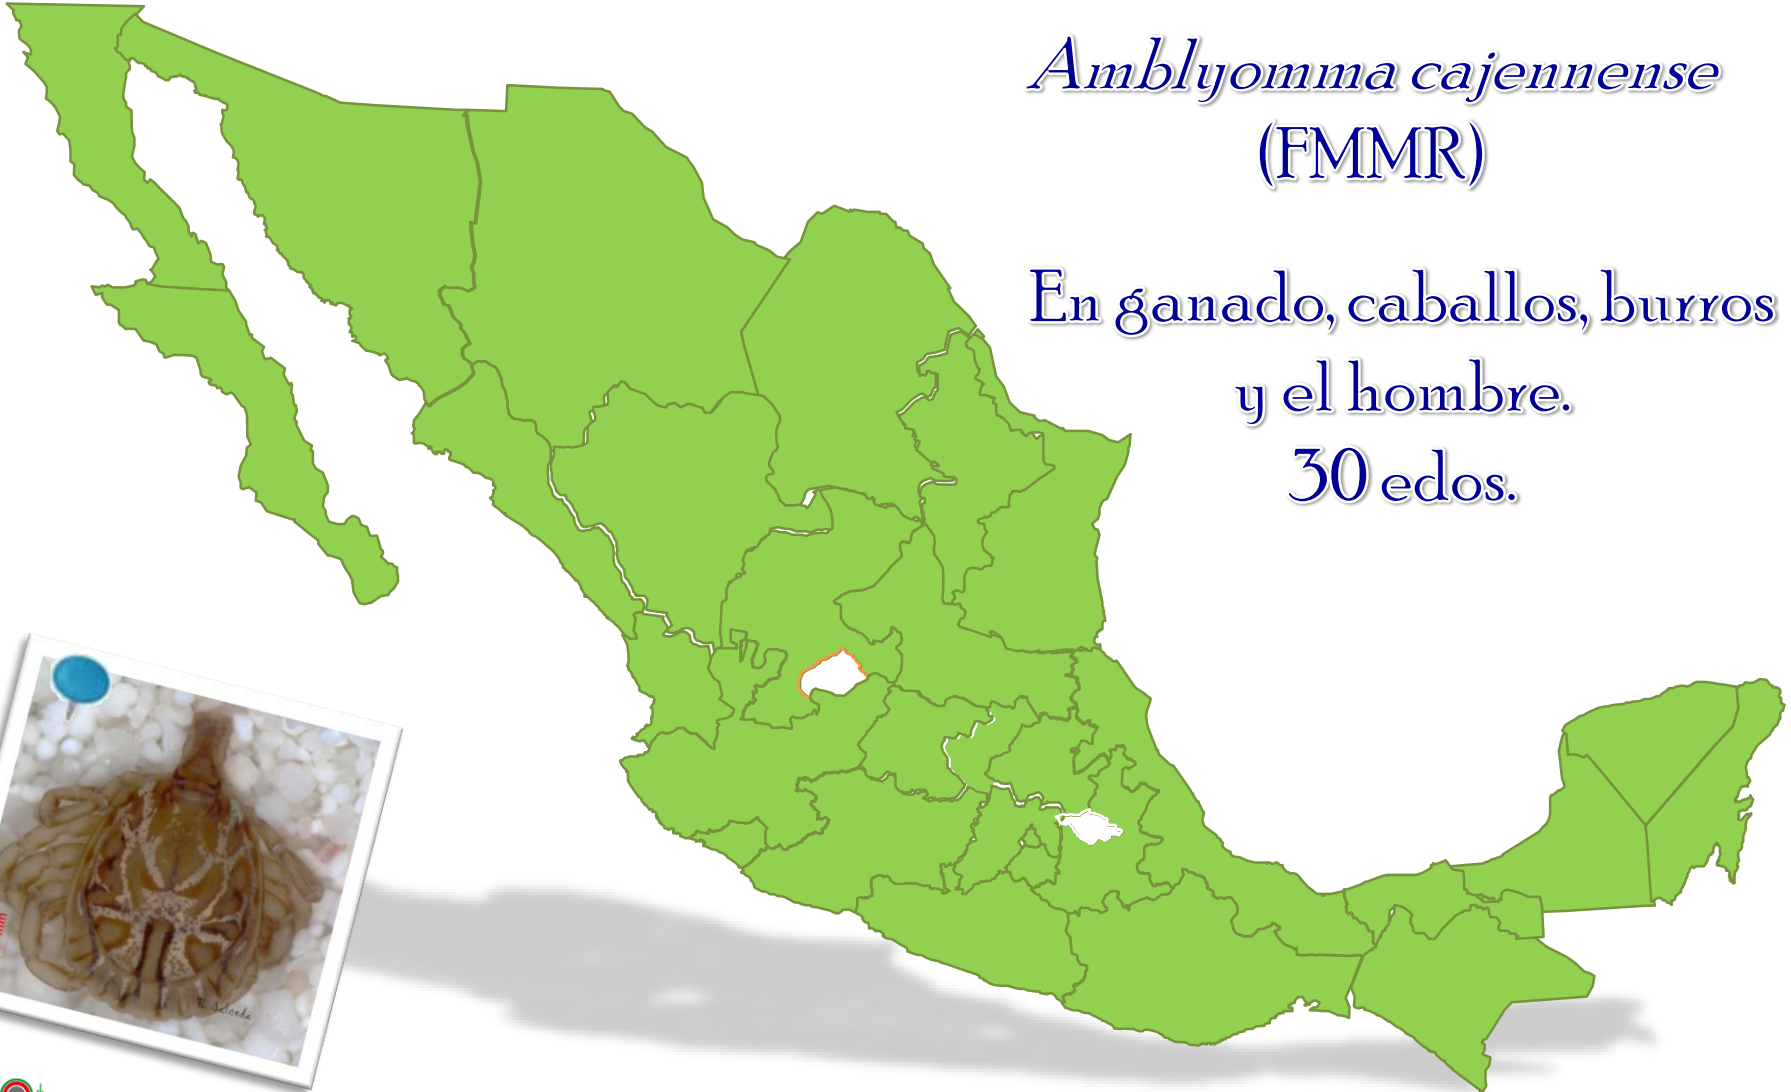 Amblyomma cajennense
(FMMR)
En ganado, caballos, burros
y el hombre.
30 edos.